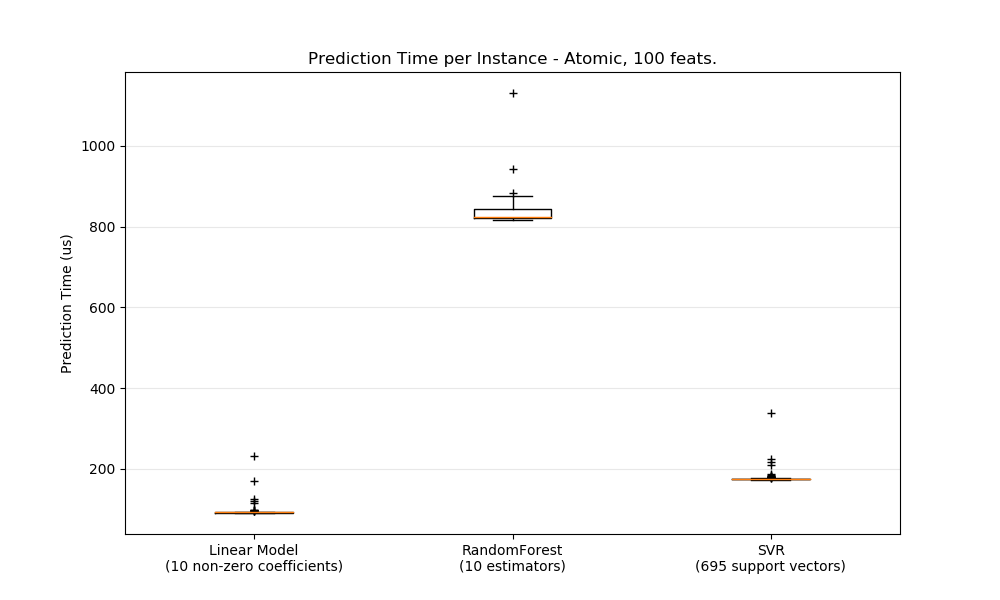 Prediction Time per Instance - Atomic, 100 feats.
Prediction Time (us)
1000
800
600
400
200
Linear Model
(10 non-zero coefficients)
RandomForest
(10 estimators)
SVR
(695 support vectors)